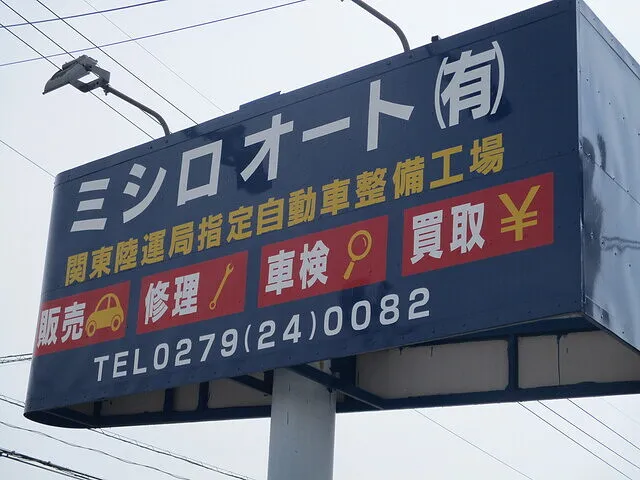 ミシロオート㈲
関東陸運局指定自動車整備工場
販売 修理 車検 買取
TEL0279(24)0082